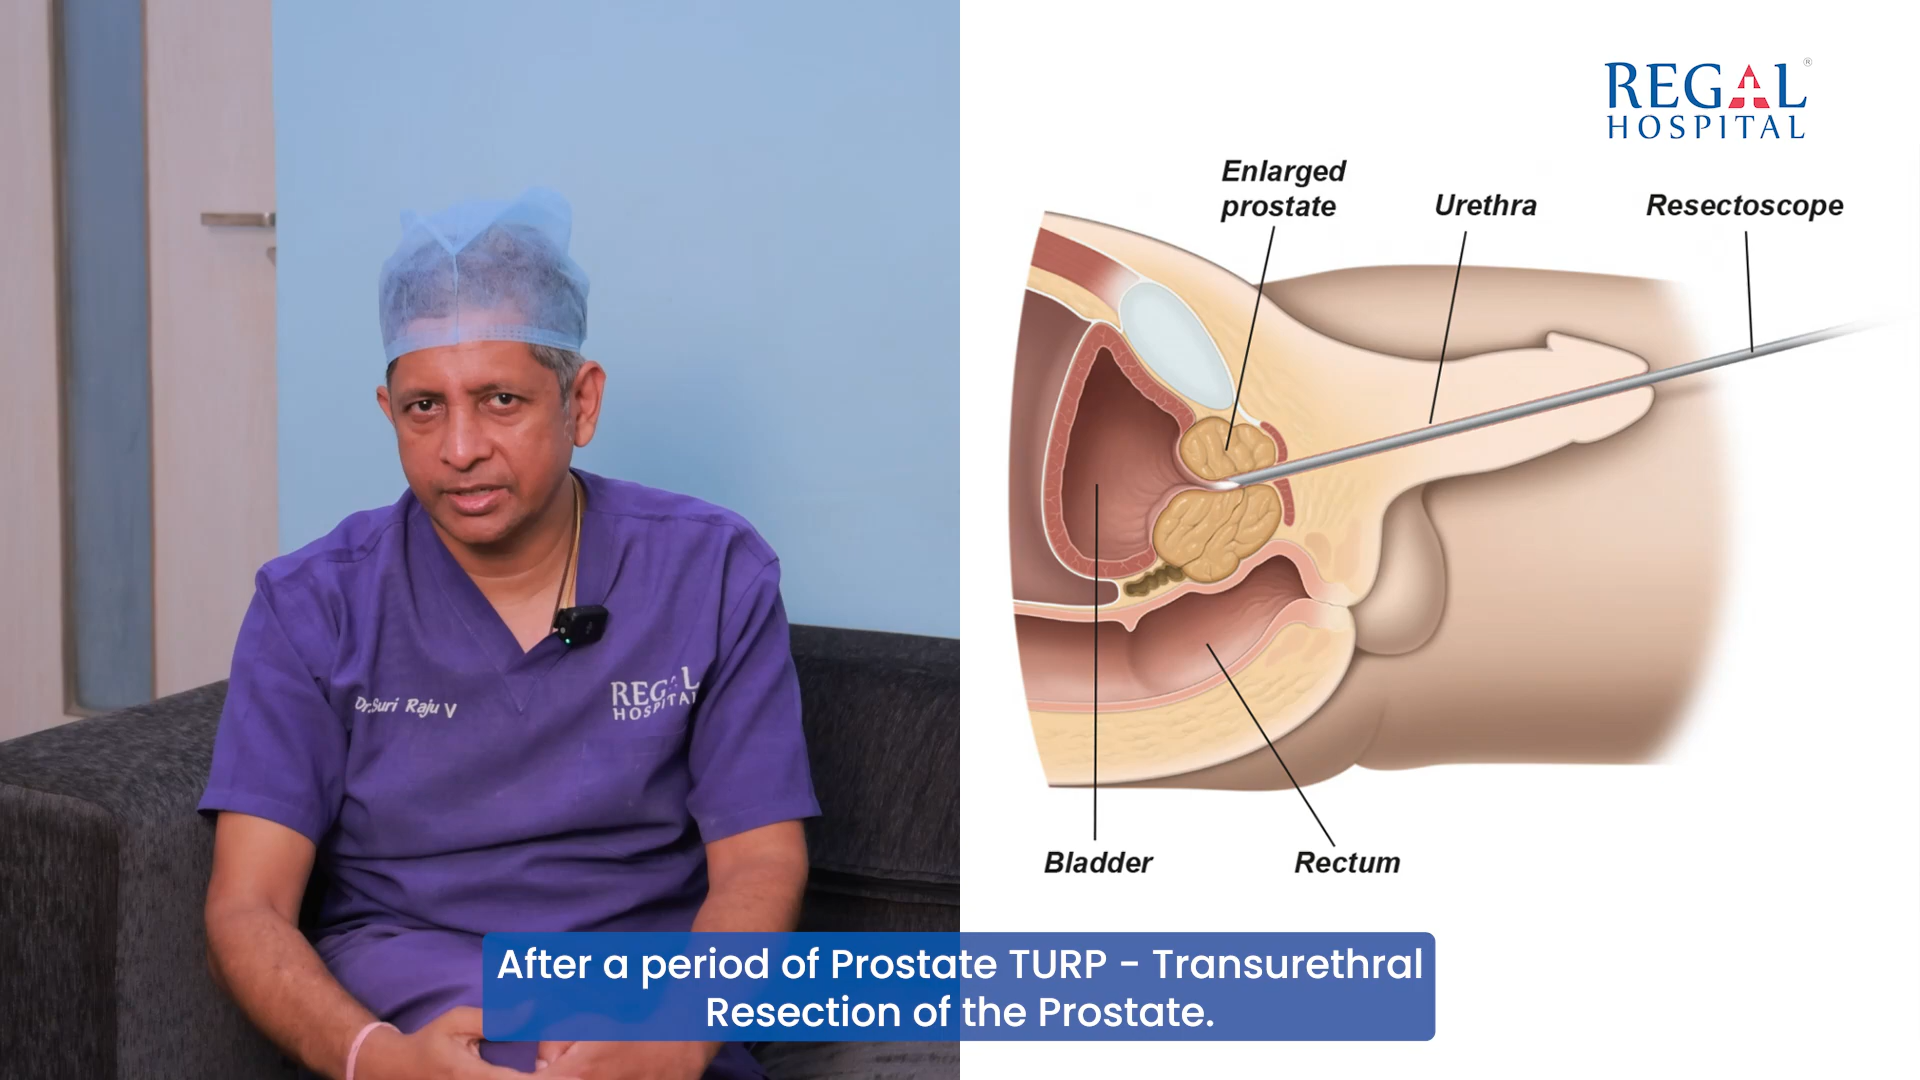 REGAL®
HOSPITAL
Enlarged
prostate
Urethra
Resectoscope
Dr.Suri Raju V
REGAL
HOSPITAL
Bladder
Rectum
After a period of Prostate TURP - Transurethral
Resection of the Prostate.